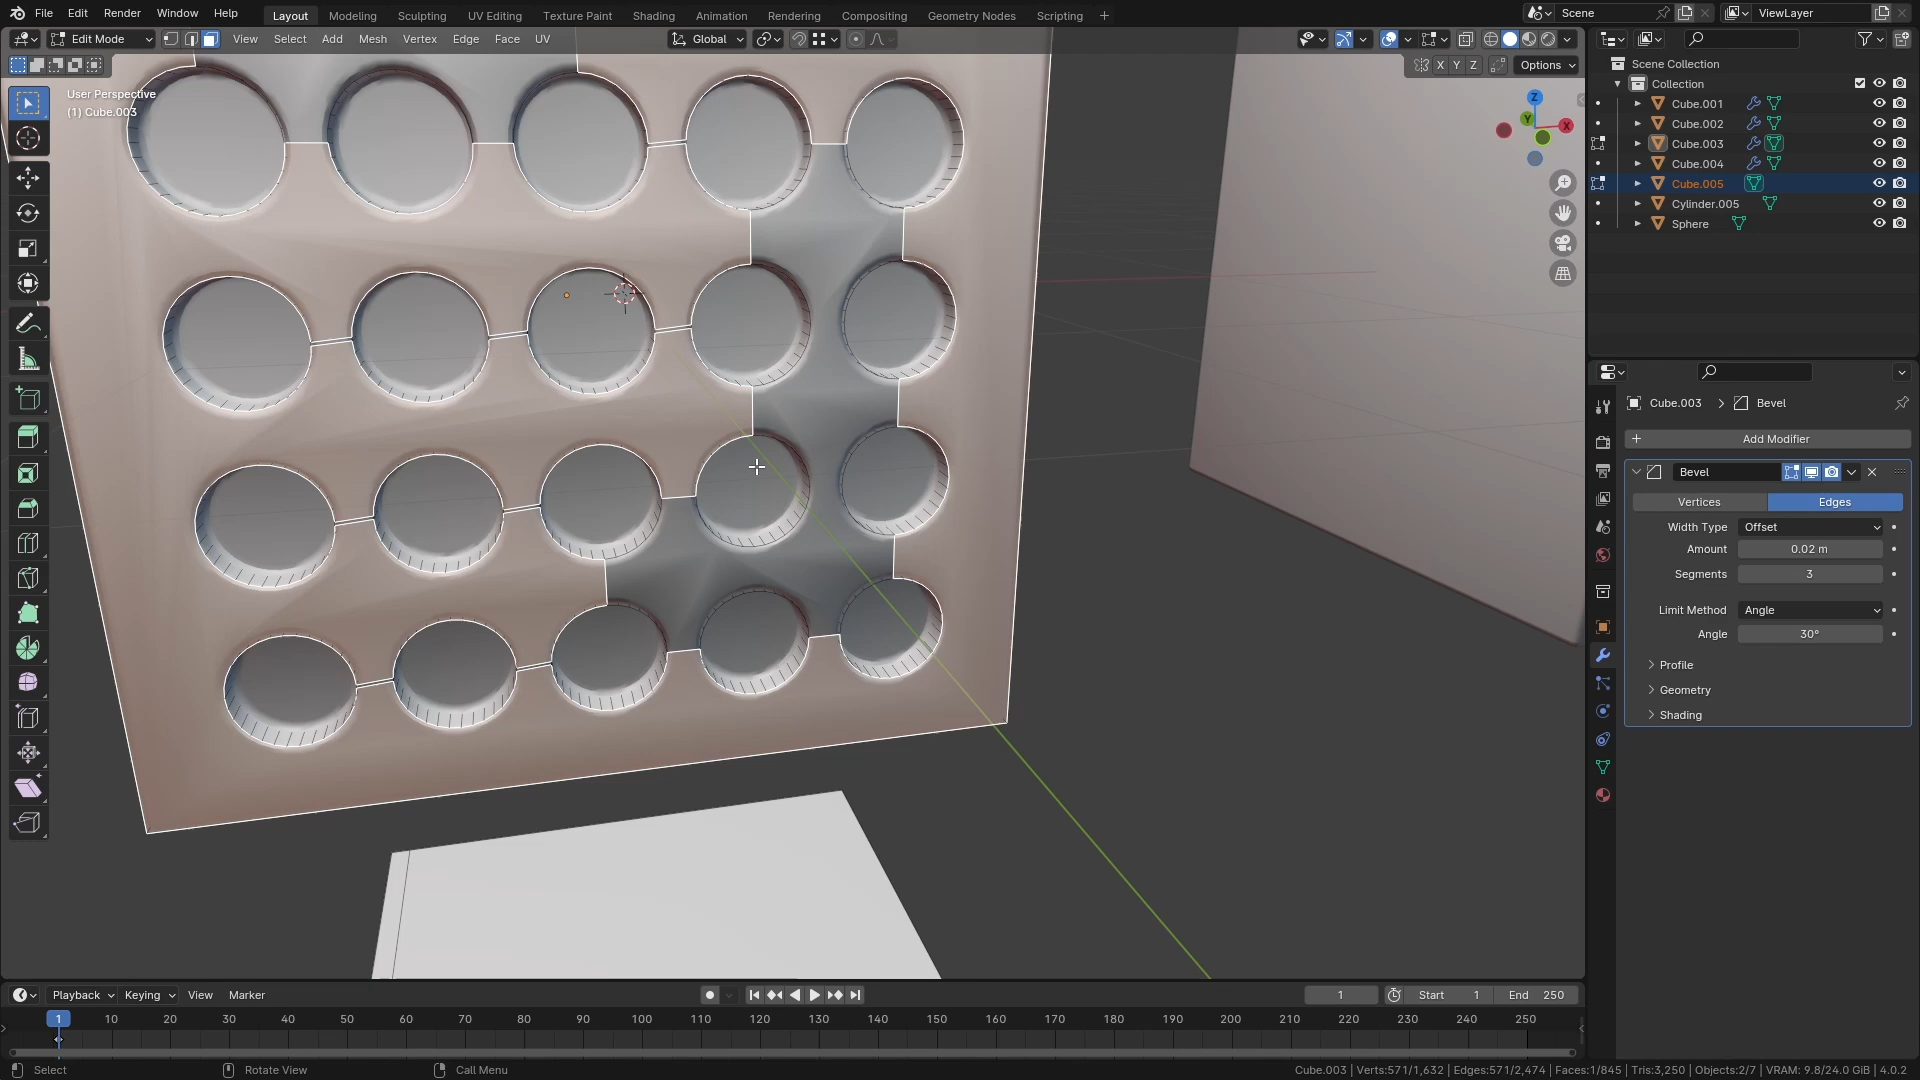 File Edit Render Window Help Layout Modeling Sculpting UV Editing Texture Paint Shading Animation Rendering Compositing Geometry Nodes Scripting + Scene ViewLayer
Edit Mode View Select Add Mesh Vertex Edge Face UV Global
X Y Z Options
User Perspective
(1) Cube.003
Z
Y
X
Scene Collection
Collection
Cube.001
Cube.002
Cube.003
Cube.004
Cube.005
Cylinder.005
Sphere
Cube.003 Bevel
Add Modifier
Bevel
Vertices Edges
Width Type Offset
Amount 0.02 m
Segments 3
Limit Method Angle
Angle 30°
Profile
Geometry
Shading
Playback Keying View Marker 1 Start 1 End 250
1 10 20 30 40 50 60 70 80 90 100 110 120 130 140 150 160 170 180 190 200 210 220 230 240 250
Select Rotate View Call Menu Cube.003 | Verts:571/1,632 | Edges:571/2,474 | Faces:1/845 | Tris:3,250 | Objects:2/7 | VRAM: 9.8/24.0 GiB | 4.0.2